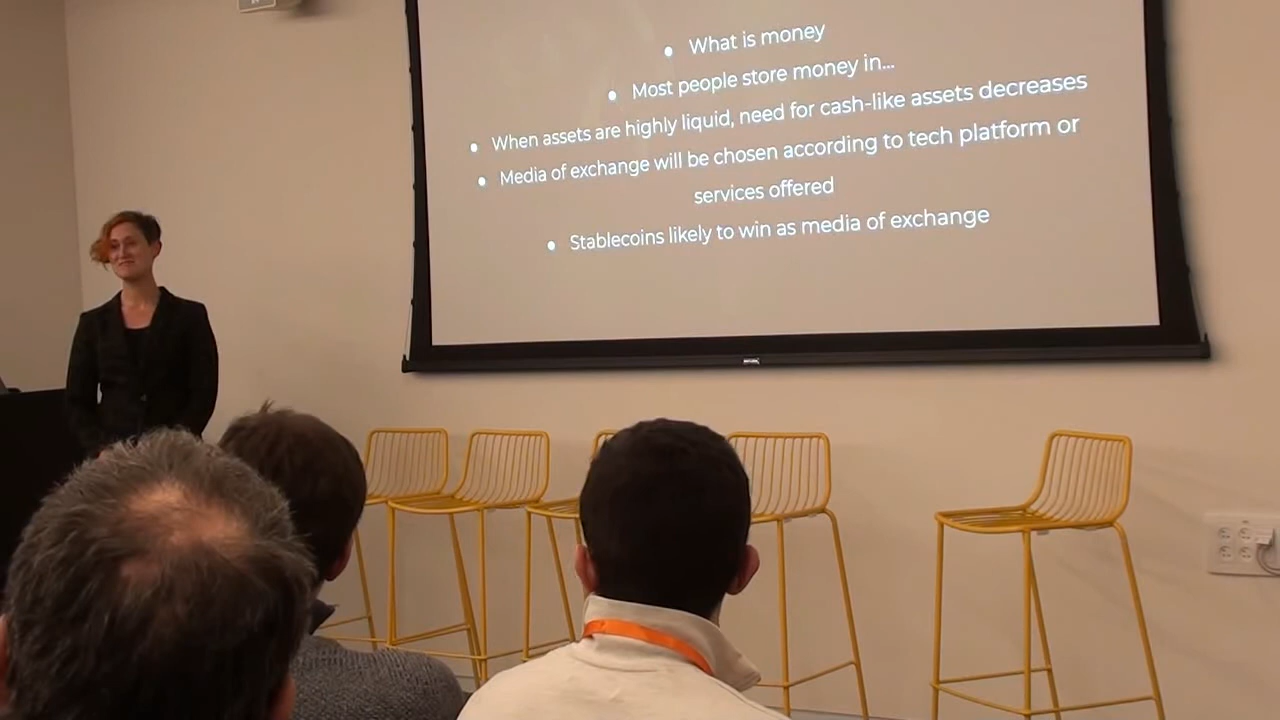 • What is money
• Most people store money in...
• When assets are highly liquid, need for cash-like assets decreases
• Media of exchange will be chosen according to tech platform or
services offered
• Stablecoins likely to win as media of exchange